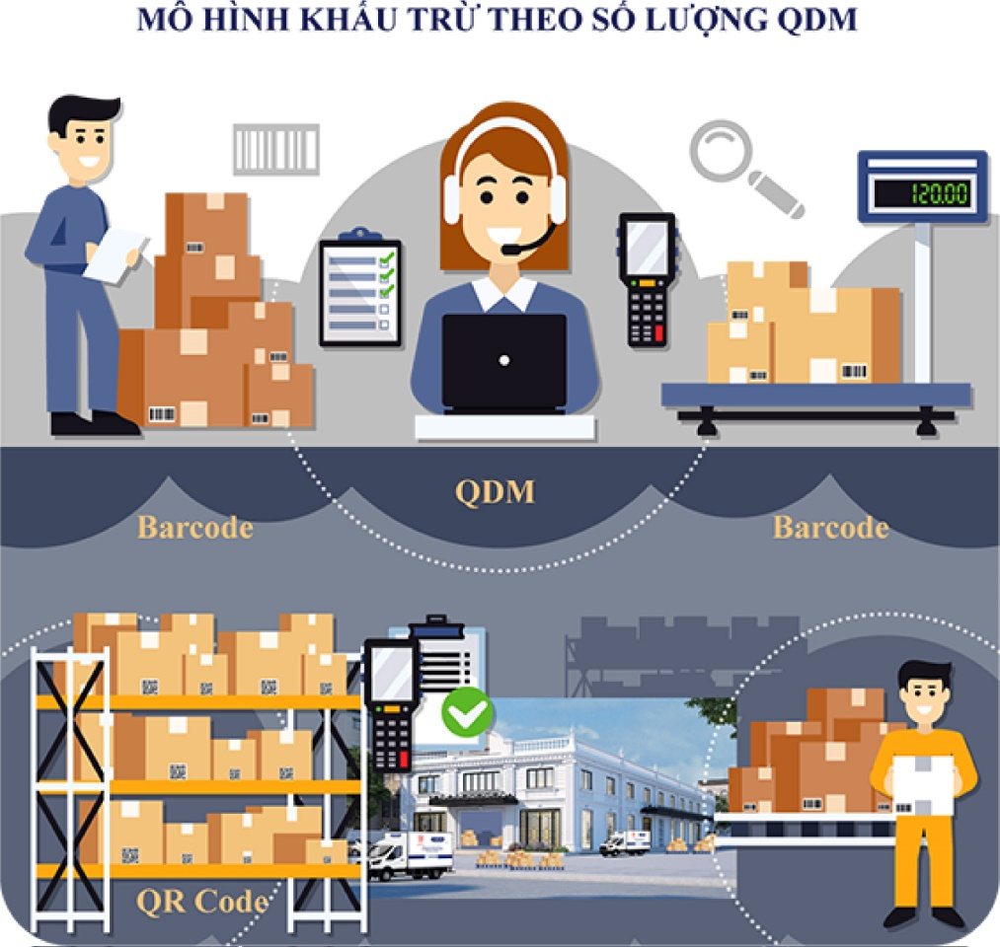 MÔ HÌNH KHẤU TRỪ THEO SỐ LƯỢNG QDM
120.00
QDM
Barcode
Barcode
QR Code